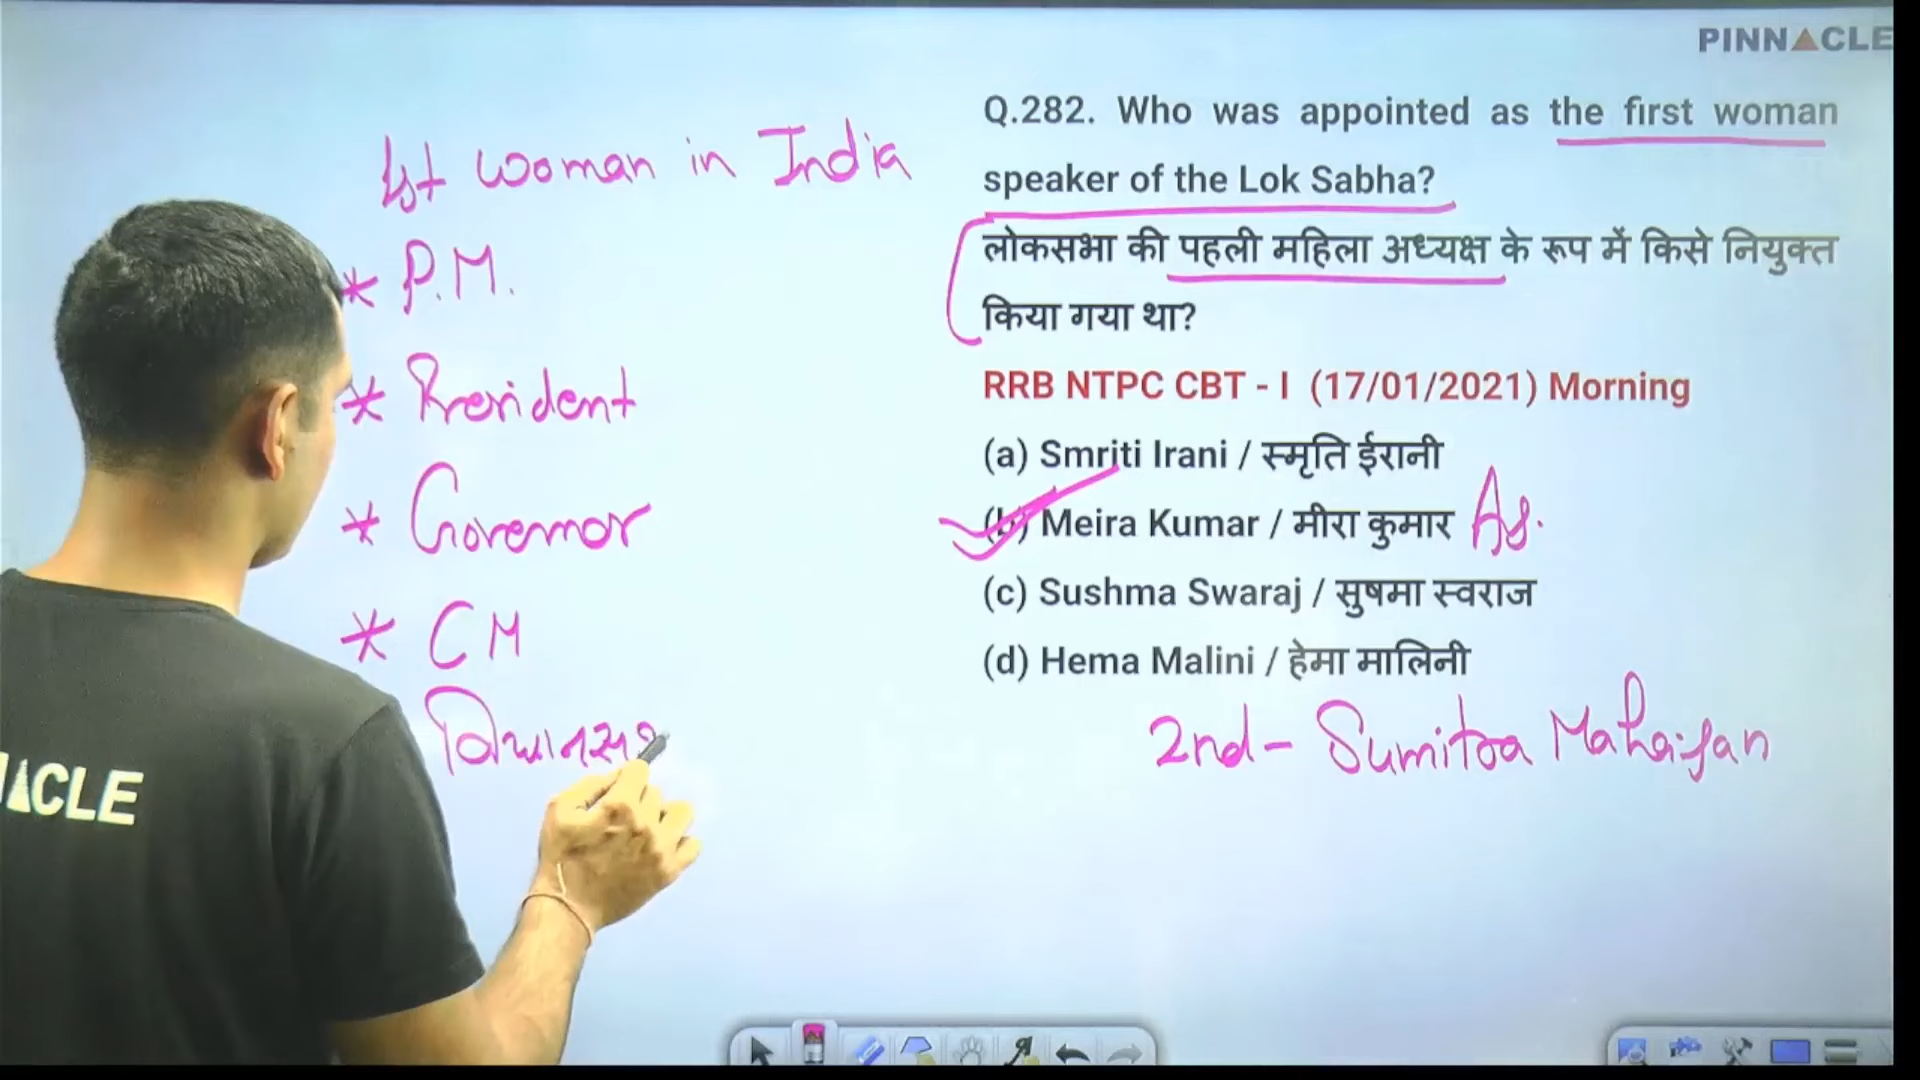 PINNACLE
Q.282. Who was appointed as the first woman
speaker of the Lok Sabha?
लोकसभा की पहली महिला अध्यक्ष के रूप में किसे नियुक्त
किया गया था?
RRB NTPC CBT - I (17/01/2021) Morning
(a) Smriti Irani / स्मृति ईरानी
(b) Meira Kumar / मीरा कुमार As.
(c) Sushma Swaraj / सुषमा स्वराज
(d) Hema Malini / हेमा मालिनी
2nd - Sumitra Mahajan
1st woman in India
* P.M.
* President
* Governor
* CM
ACLE